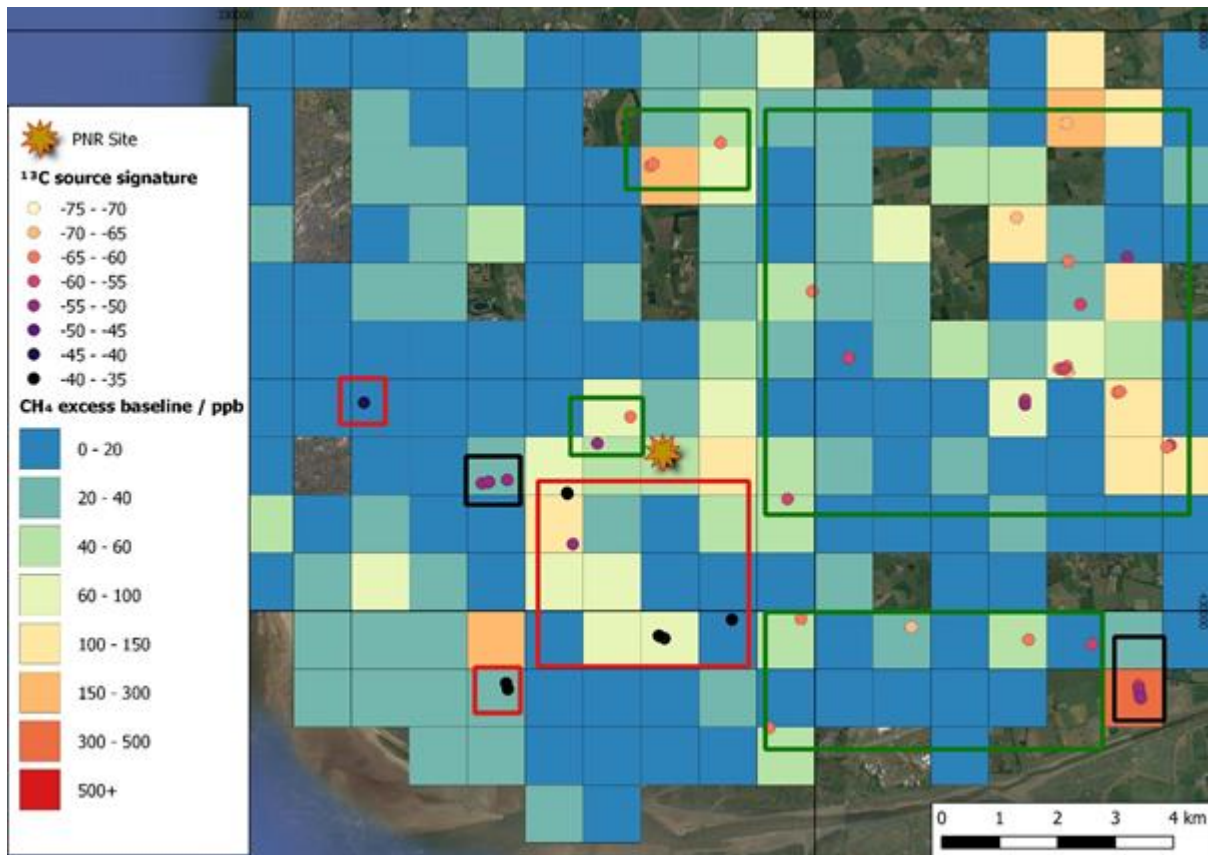 PNR Site
¹³C source signature
-75 - -70
-70 - -65
-65 - -60
-60 - -55
-55 - -50
-50 - -45
-45 - -40
-40 - -35
CH₄ excess baseline / ppb
0 - 20
20 - 40
40 - 60
60 - 100
100 - 150
150 - 300
300 - 500
500+
0 1 2 3 4 km